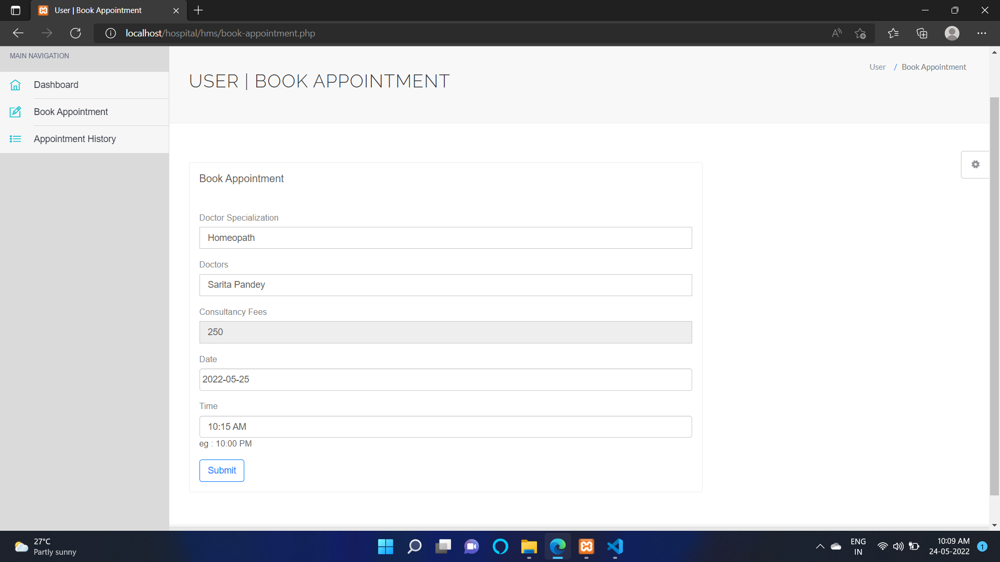 User | Book Appointment
localhost/hospital/hms/book-appointment.php
MAIN NAVIGATION
Dashboard
Book Appointment
Appointment History
USER | BOOK APPOINTMENT
User / Book Appointment
Book Appointment
Doctor Specialization
Homeopath
Doctors
Sarita Pandey
Consultancy Fees
250
Date
2022-05-25
Time
10:15 AM
eg : 10:00 PM
Submit
27°C
Partly sunny
ENG
IN
10:09 AM
24-05-2022
1